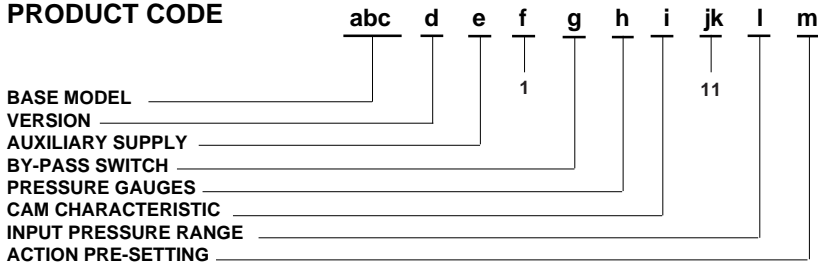 PRODUCT CODE abc d e f g h i jk l m
1 11
BASE MODEL
VERSION
AUXILIARY SUPPLY
BY-PASS SWITCH
PRESSURE GAUGES
CAM CHARACTERISTIC
INPUT PRESSURE RANGE
ACTION PRE-SETTING